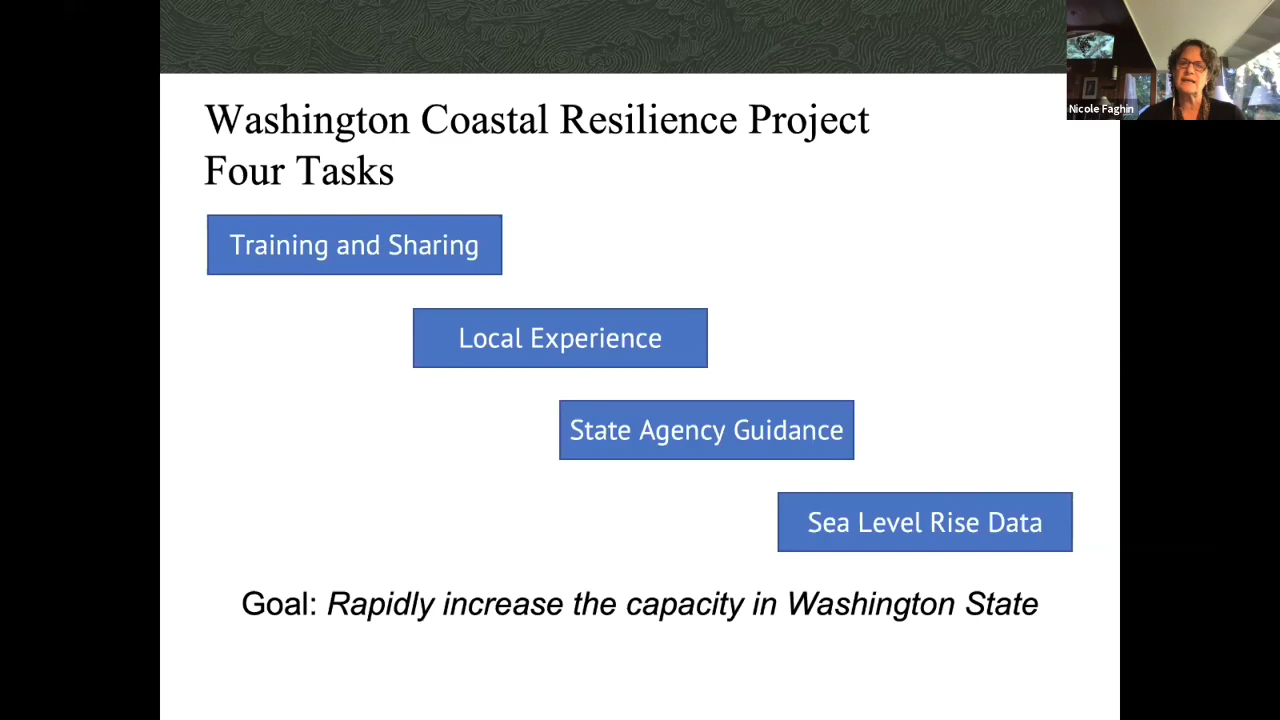 Washington Coastal Resilience Project
Four Tasks
Training and Sharing
Local Experience
State Agency Guidance
Sea Level Rise Data
Goal: Rapidly increase the capacity in Washington State
Nicole Faghin